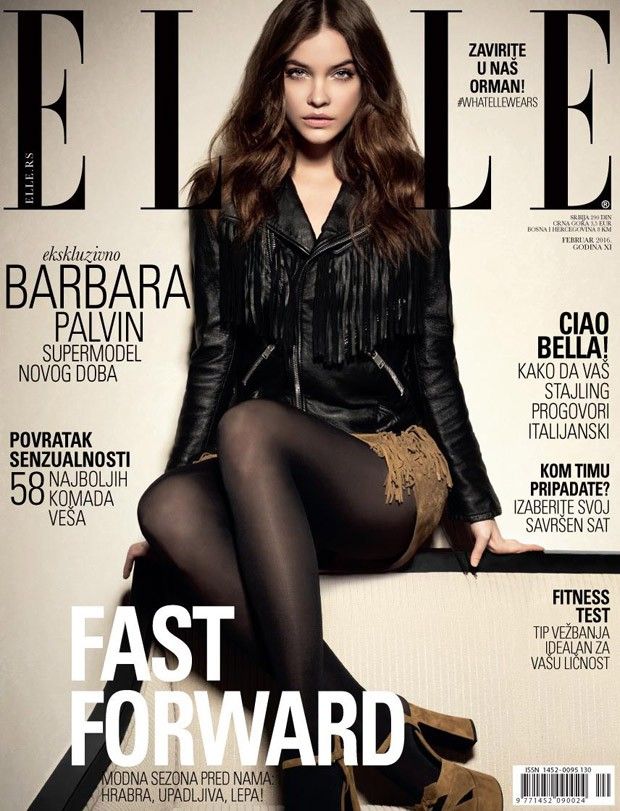 ELLE
ELLE.RS
ZAVIRITE
U NAŠ
ORMAN!
#WHATELLEWEARS
®
SRBIJA 299 DIN
CRNA GORA 3.5 EUR
BOSNA I HERCEGOVINA 8 KM
FEBRUAR 2016.
GODINA XI
ekskluzivno
BARBARA
PALVIN
SUPERMODEL
NOVOG DOBA
CIAO
BELLA!
KAKO DA VAŠ
STAJLING
PROGOVORI
ITALIJANSKI
POVRATAK
SENZUALNOSTI
58 NAJBOLJIH
KOMADA
VEŠA
KOM TIMU
PRIPADATE?
IZABERITE SVOJ
SAVRŠEN SAT
FITNESS
TEST
TIP VEŽBANJA
IDEALAN ZA
VAŠU LIČNOST
FAST
FORWARD
MODNA SEZONA PRED NAMA:
HRABRA, UPADLJIVA, LEPA!
ISSN 1452-0095 130
9 771452 090024